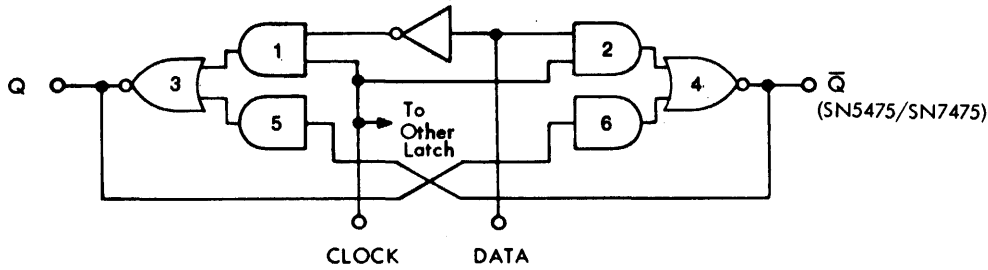 1
2
Q
3
4
Q̅
(SN5475/SN7475)
5
To
Other
Latch
6
CLOCK
DATA